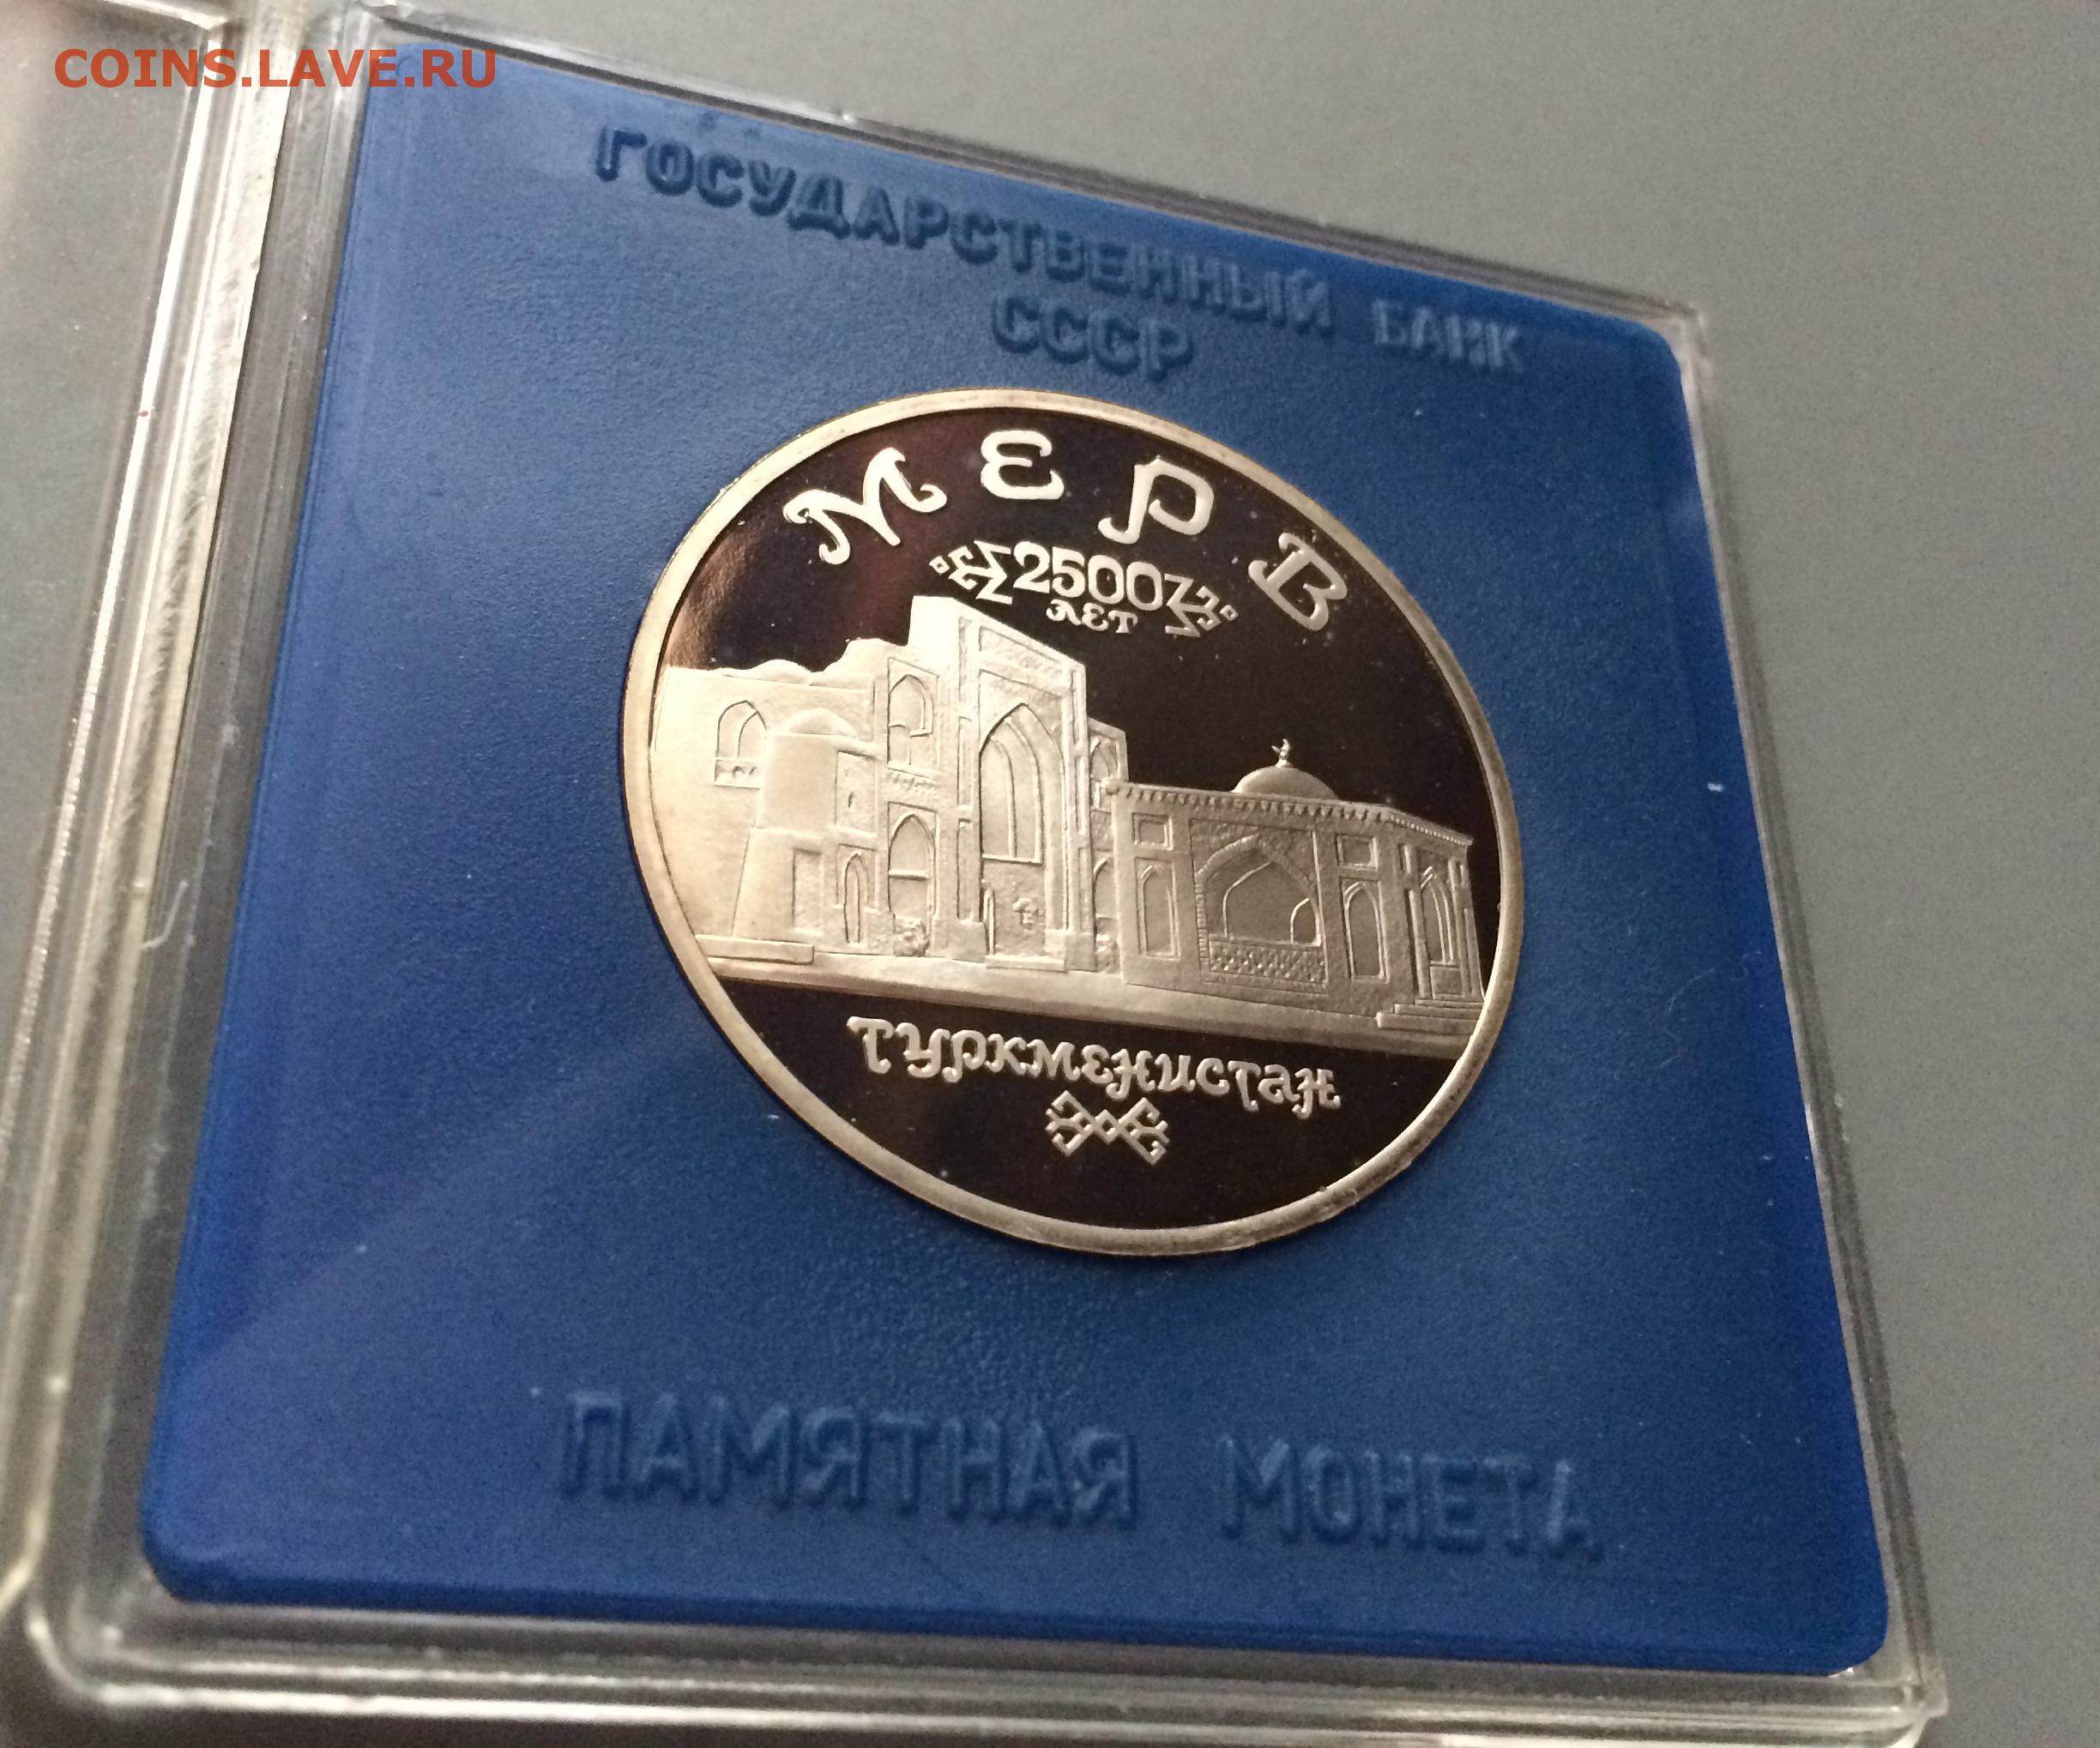 COINS.LAVE.RU
ГОСУДАРСТВЕННЫЙ БАНК
СССР
МЕРВ
2500
ЛЕТ
ТУРКМЕНИСТАН
ПАМЯТНАЯ МОНЕТА